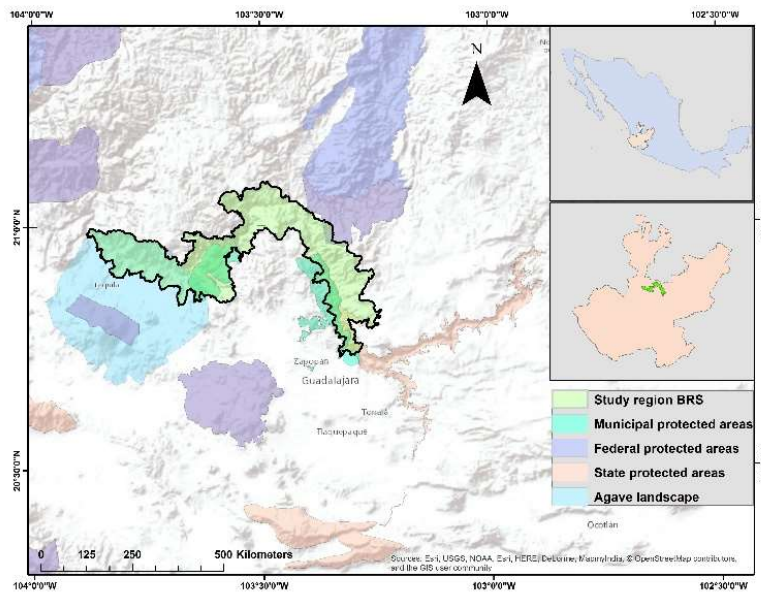 104°0'0"W
103°30'0"W
103°0'0"W
102°30'0"W
N
21°0'0"N
Zapopan
Guadalajara
Tonalá
Tlaquepaque
Study region BRS
Municipal protected areas
Federal protected areas
State protected areas
Agave landscape
20°30'0"N
Ocotlán
0 125 250 500 Kilometers
Sources: Esri, USGS, NOAA, Esri, HERE, DeLorme, MapmyIndia, © OpenStreetMap contributors,
and the GIS user community
104°0'0"W
103°30'0"W
103°0'0"W
102°30'0"W